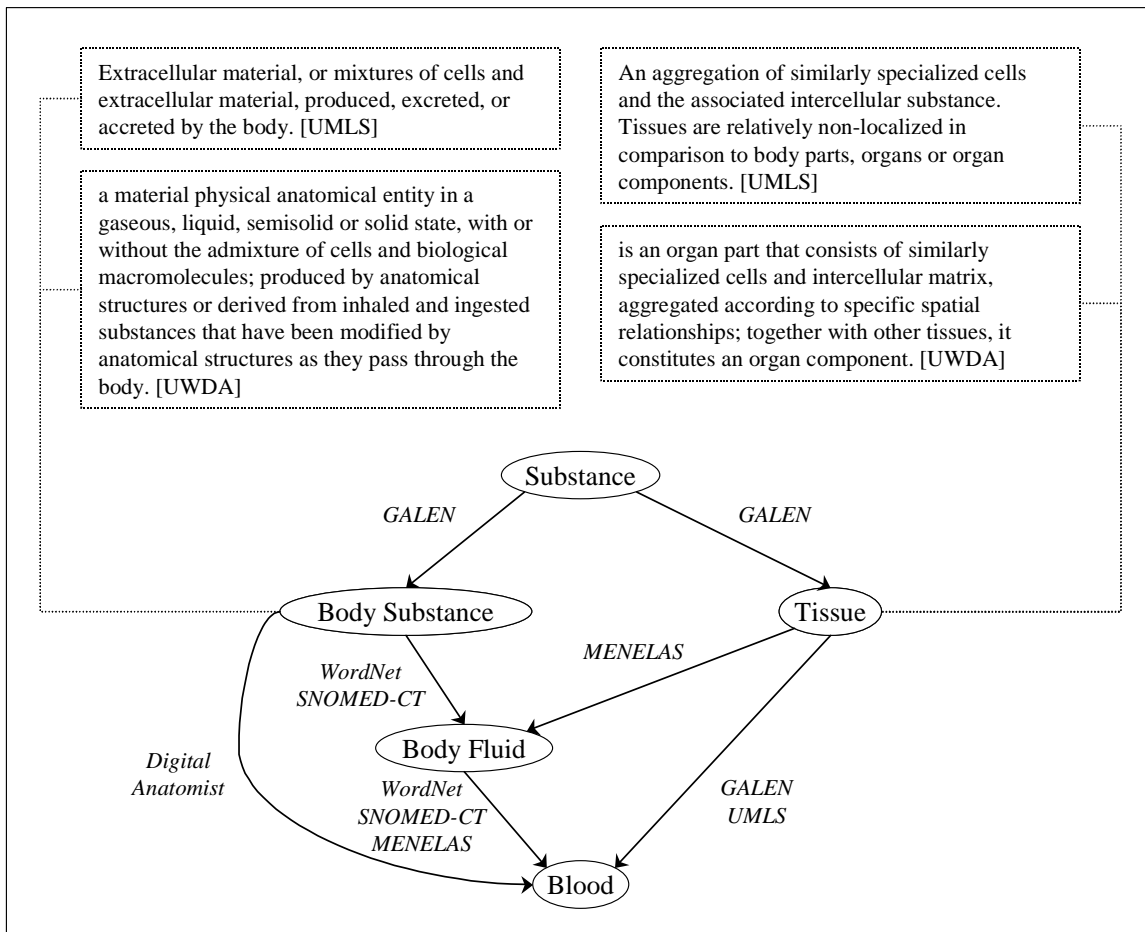 Extracellular material, or mixtures of cells and
extracellular material, produced, excreted, or
accreted by the body. [UMLS]
a material physical anatomical entity in a
gaseous, liquid, semisolid or solid state, with or
without the admixture of cells and biological
macromolecules; produced by anatomical
structures or derived from inhaled and ingested
substances that have been modified by
anatomical structures as they pass through the
body. [UWDA]
An aggregation of similarly specialized cells
and the associated intercellular substance.
Tissues are relatively non-localized in
comparison to body parts, organs or organ
components. [UMLS]
is an organ part that consists of similarly
specialized cells and intercellular matrix,
aggregated according to specific spatial
relationships; together with other tissues, it
constitutes an organ component. [UWDA]
Substance
GALEN
GALEN
Body Substance
Tissue
MENELAS
WordNet
SNOMED-CT
Body Fluid
Digital
Anatomist
WordNet
SNOMED-CT
MENELAS
GALEN
UMLS
Blood